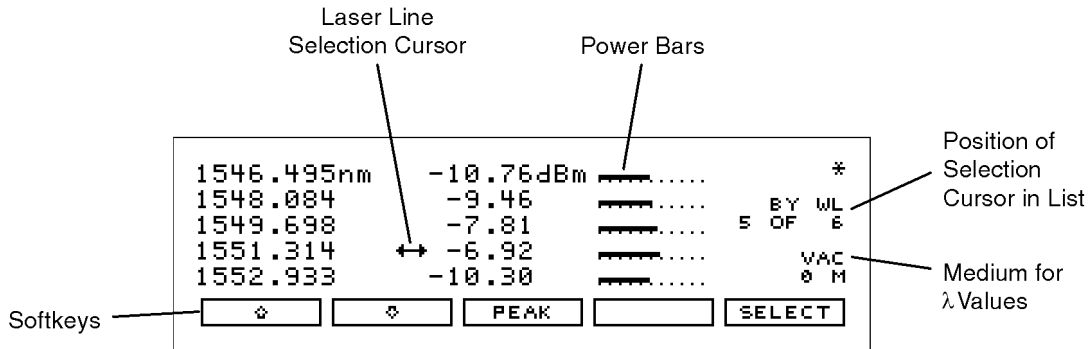 Laser Line
Selection Cursor
Power Bars
Position of
Selection
Cursor in List
1546.495nm -10.76dBm *
1548.084 -9.46 BY WL
1549.698 -7.81 5 OF 6
1551.314 ↔ -6.92 VAC
1552.933 -10.30 0 M
Medium for
λ Values
Softkeys
PEAK SELECT